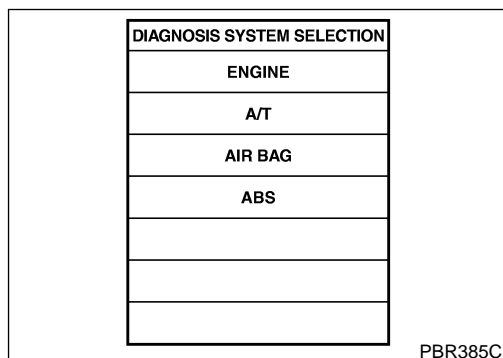 DIAGNOSIS SYSTEM SELECTION
ENGINE
A/T
AIR BAG
ABS
PBR385C